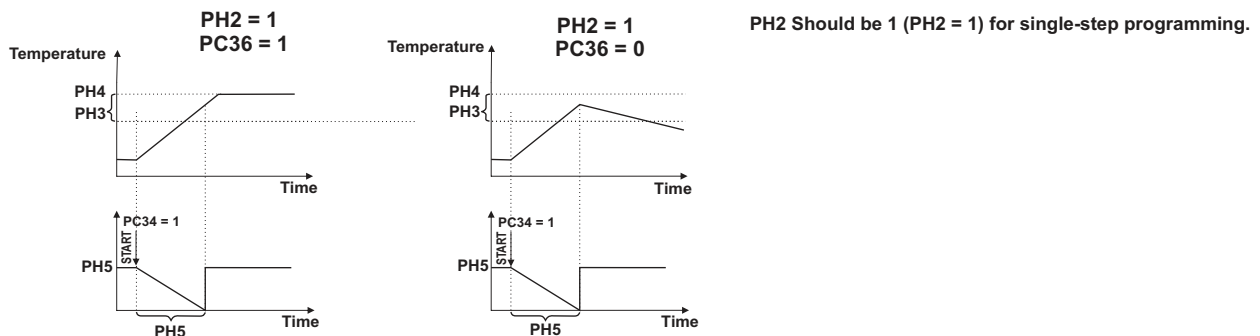 PH2 = 1
PC36 = 1
Temperature
PH4
PH3
Time
PC34 = 1
START
PH5
Time
PH5
PH2 = 1
PC36 = 0
Temperature
PH4
PH3
Time
PC34 = 1
START
PH5
Time
PH5
PH2 Should be 1 (PH2 = 1) for single-step programming.